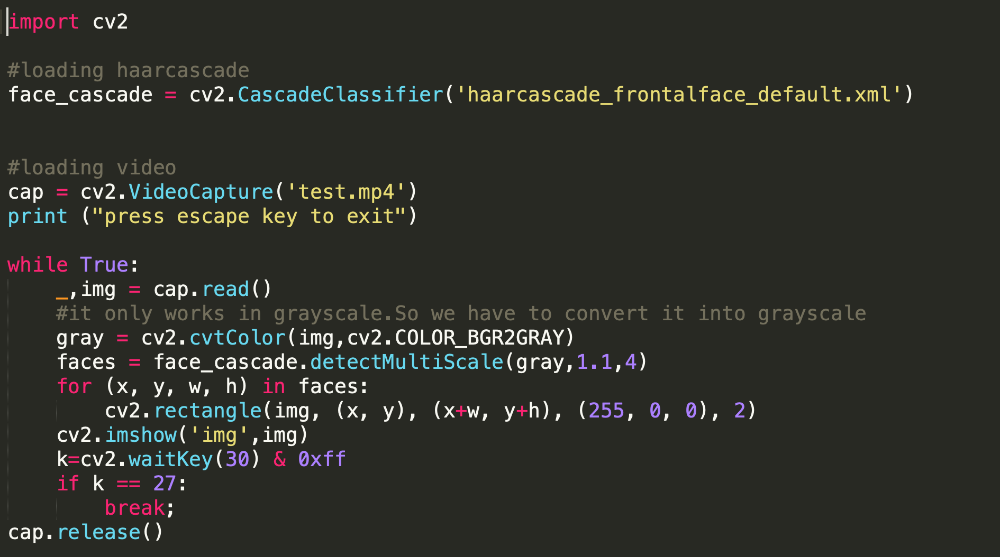 import cv2
#loading haarcascade
face_cascade = cv2.CascadeClassifier('haarcascade_frontalface_default.xml')
#loading video
cap = cv2.VideoCapture('test.mp4')
print ("press escape key to exit")
while True:
    _,img = cap.read()
    #it only works in grayscale.So we have to convert it into grayscale
    gray = cv2.cvtColor(img,cv2.COLOR_BGR2GRAY)
    faces = face_cascade.detectMultiScale(gray,1.1,4)
    for (x, y, w, h) in faces:
        cv2.rectangle(img, (x, y), (x+w, y+h), (255, 0, 0), 2)
    cv2.imshow('img',img)
    k=cv2.waitKey(30) & 0xff
    if k == 27:
        break;
cap.release()